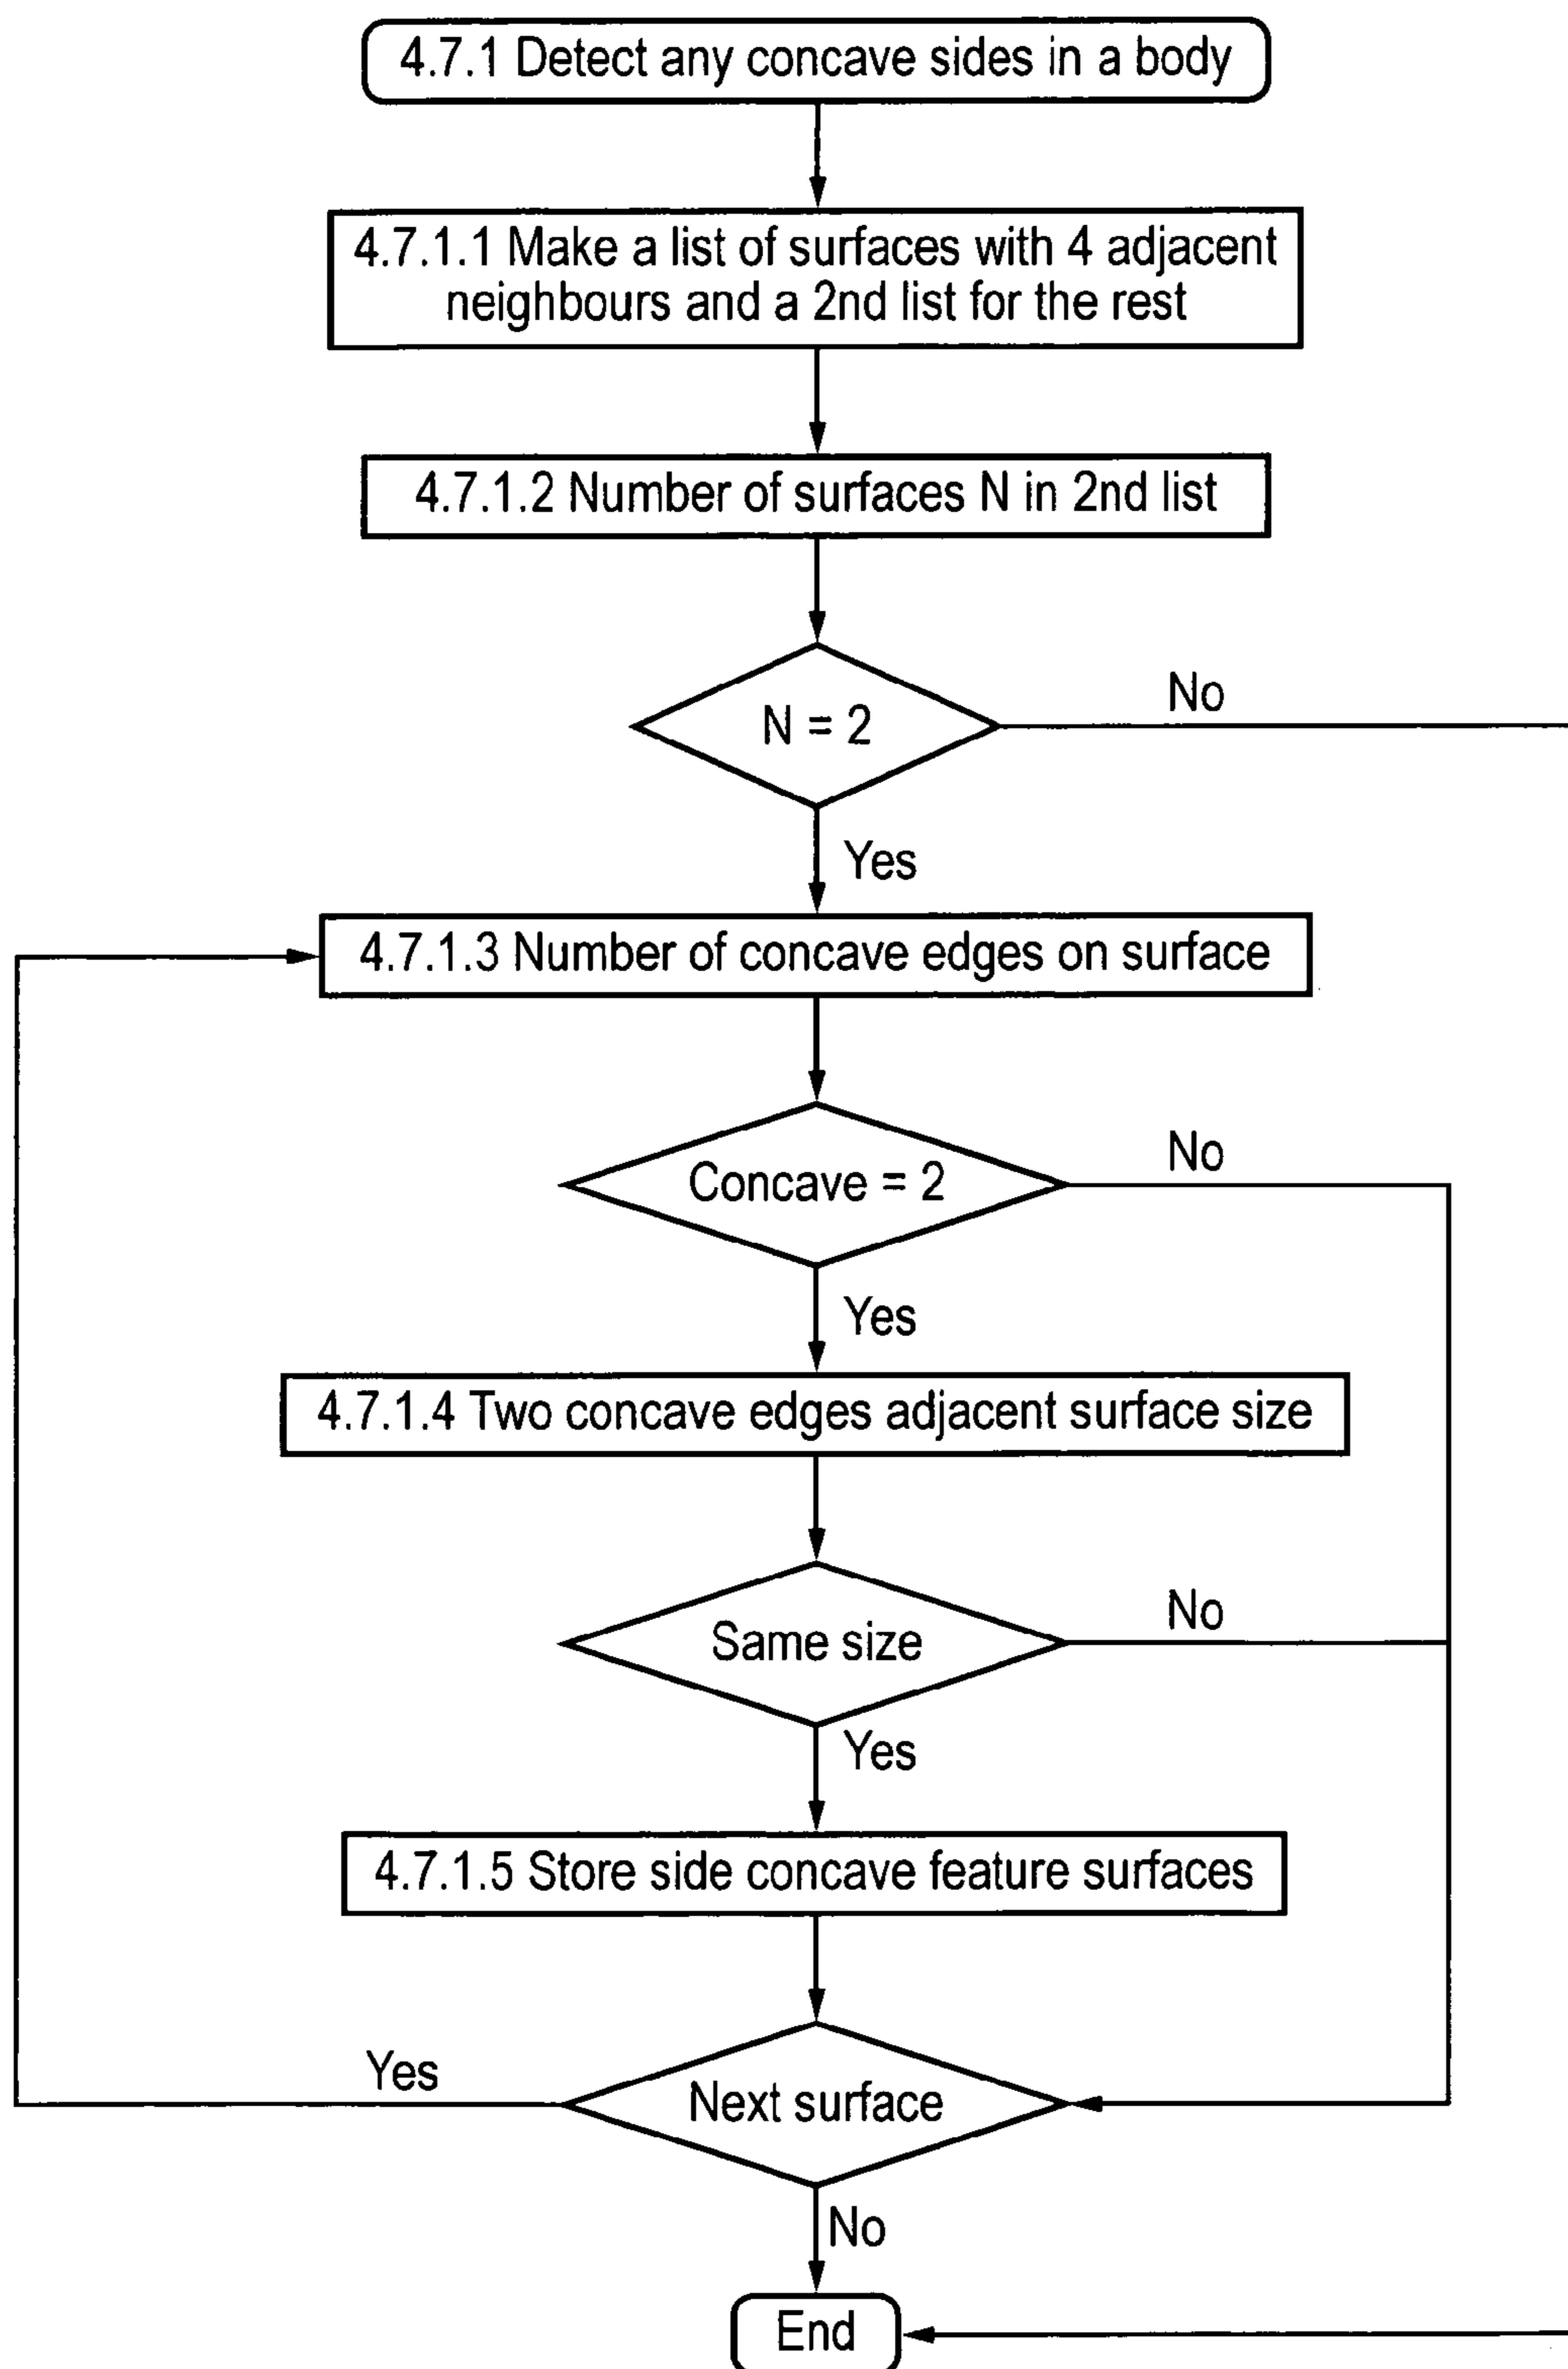 4.7.1 Detect any concave sides in a body
4.7.1.1 Make a list of surfaces with 4 adjacent
neighbours and a 2nd list for the rest
4.7.1.2 Number of surfaces N in 2nd list
N = 2
No
Yes
4.7.1.3 Number of concave edges on surface
Concave = 2
No
Yes
4.7.1.4 Two concave edges adjacent surface size
Same size
No
Yes
4.7.1.5 Store side concave feature surfaces
Next surface
Yes
No
End